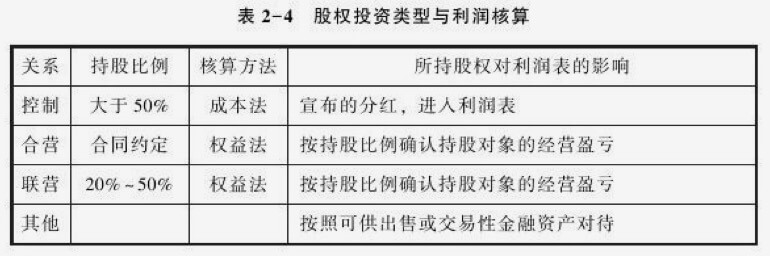 表 2-4 股权投资类型与利润核算
关系 持股比例 核算方法 所持股权对利润表的影响
控制 大于 50% 成本法 宣布的分红，进入利润表
合营 合同约定 权益法 按持股比例确认持股对象的经营盈亏
联营 20%~50% 权益法 按持股比例确认持股对象的经营盈亏
其他 按照可供出售或交易性金融资产对待